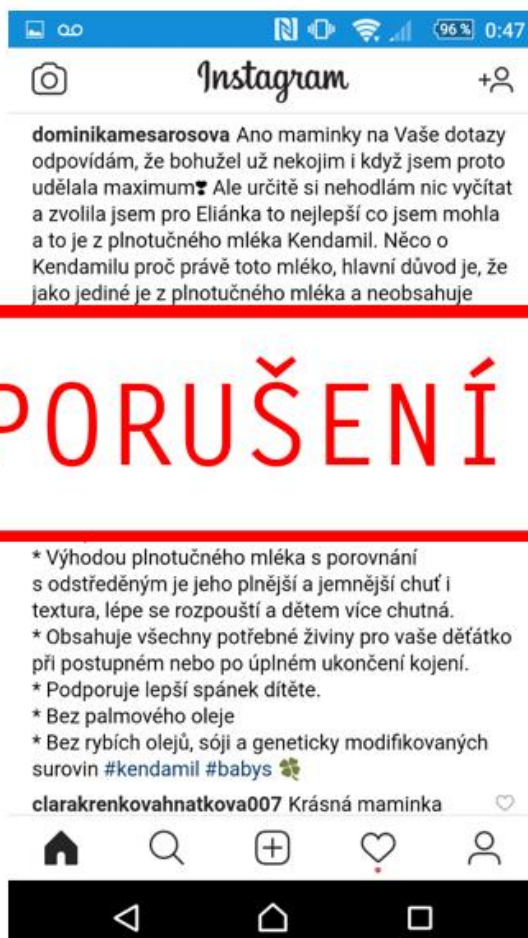 96% 0:47
Instagram
dominikamesarosova Ano maminky na Vaše dotazy
odpovídám, že bohužel už nekojim i když jsem proto
udělala maximum❣ Ale určitě si nehodlám nic vyčítat
a zvolila jsem pro Eliánka to nejlepší co jsem mohla
a to je z plnotučného mléka Kendamil. Něco o
Kendamilu proč právě toto mléko, hlavní důvod je, že
jako jediné je z plnotučného mléka a neobsahuje
PORUŠENÍ
* Výhodou plnotučného mléka s porovnání
s odstředěným je jeho plnější a jemnější chuť i
textura, lépe se rozpouští a dětem více chutná.
* Obsahuje všechny potřebné živiny pro vaše děťátko
při postupném nebo po úplném ukončení kojení.
* Podporuje lepší spánek dítěte.
* Bez palmového oleje
* Bez rybích olejů, sóji a geneticky modifikovaných
surovin #kendamil #babys 🍀
clarakrenkovahnatkova007 Krásná maminka